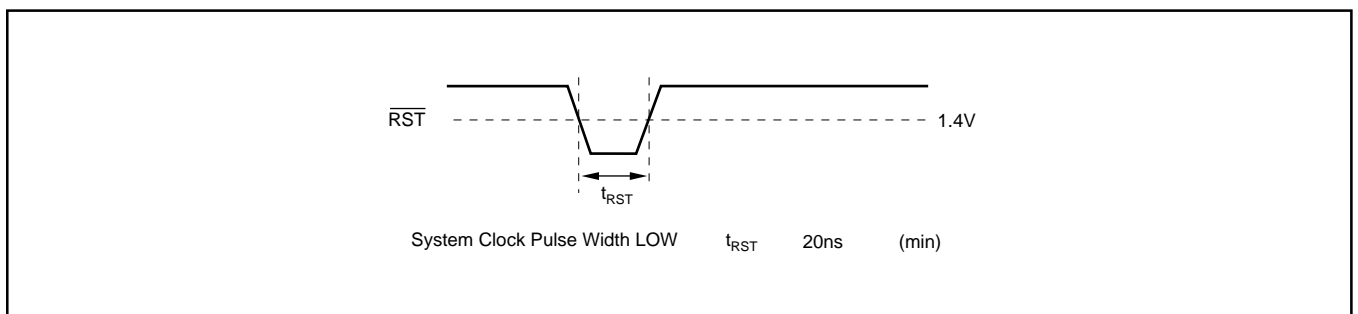 RST
1.4V
tRST
System Clock Pulse Width LOW tRST 20ns (min)